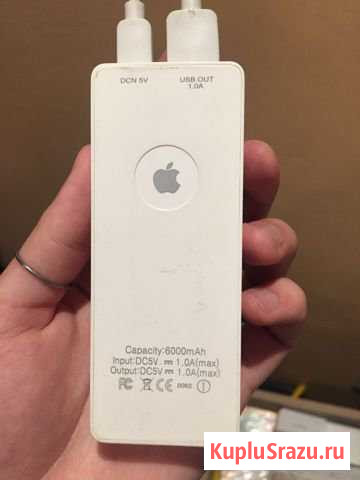 DCN 5V
USB OUT
1.0A
Capacity:6000mAh
Input:DC5V ⎓ 1.0A(max)
Output:DC5V ⎓ 1.0A(max)
FC CE
KupluSrazu.ru